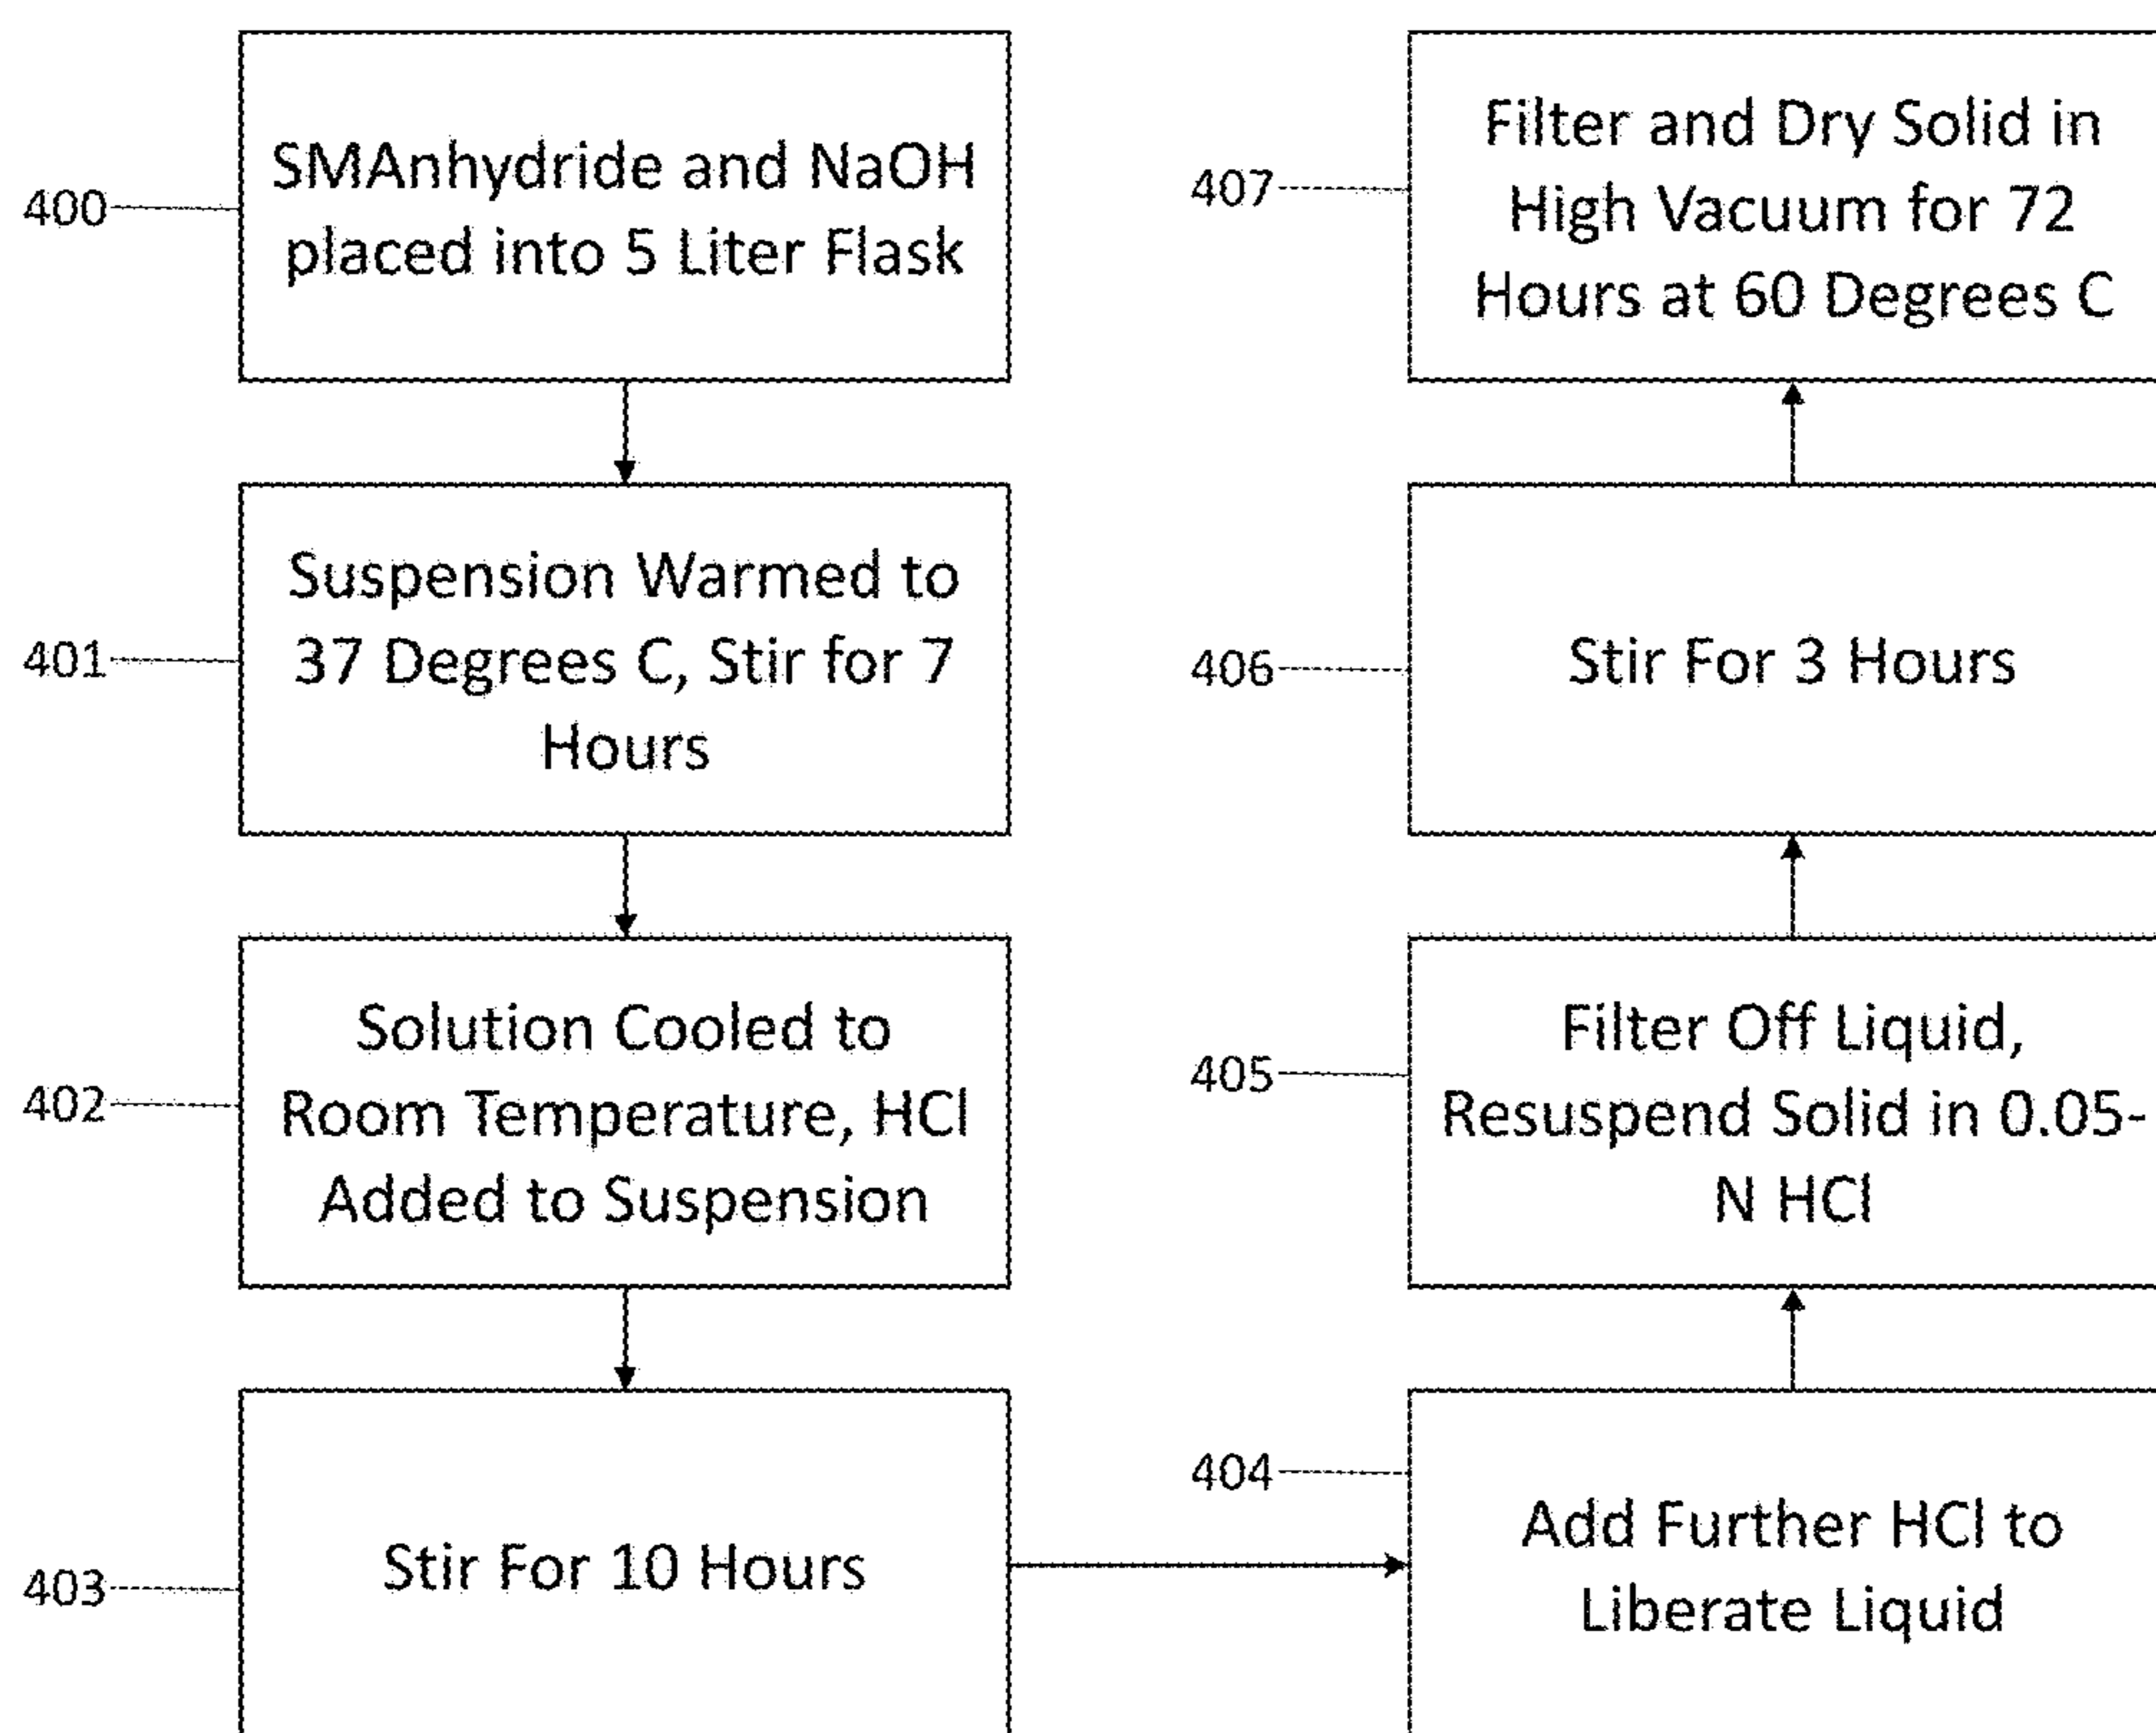 400
SMAnhydride and NaOH
placed into 5 Liter Flask
401
Suspension Warmed to
37 Degrees C, Stir for 7
Hours
402
Solution Cooled to
Room Temperature, HCl
Added to Suspension
403
Stir For 10 Hours
404
Add Further HCl to
Liberate Liquid
405
Filter Off Liquid,
Resuspend Solid in 0.05-
N HCl
406
Stir For 3 Hours
407
Filter and Dry Solid in
High Vacuum for 72
Hours at 60 Degrees C